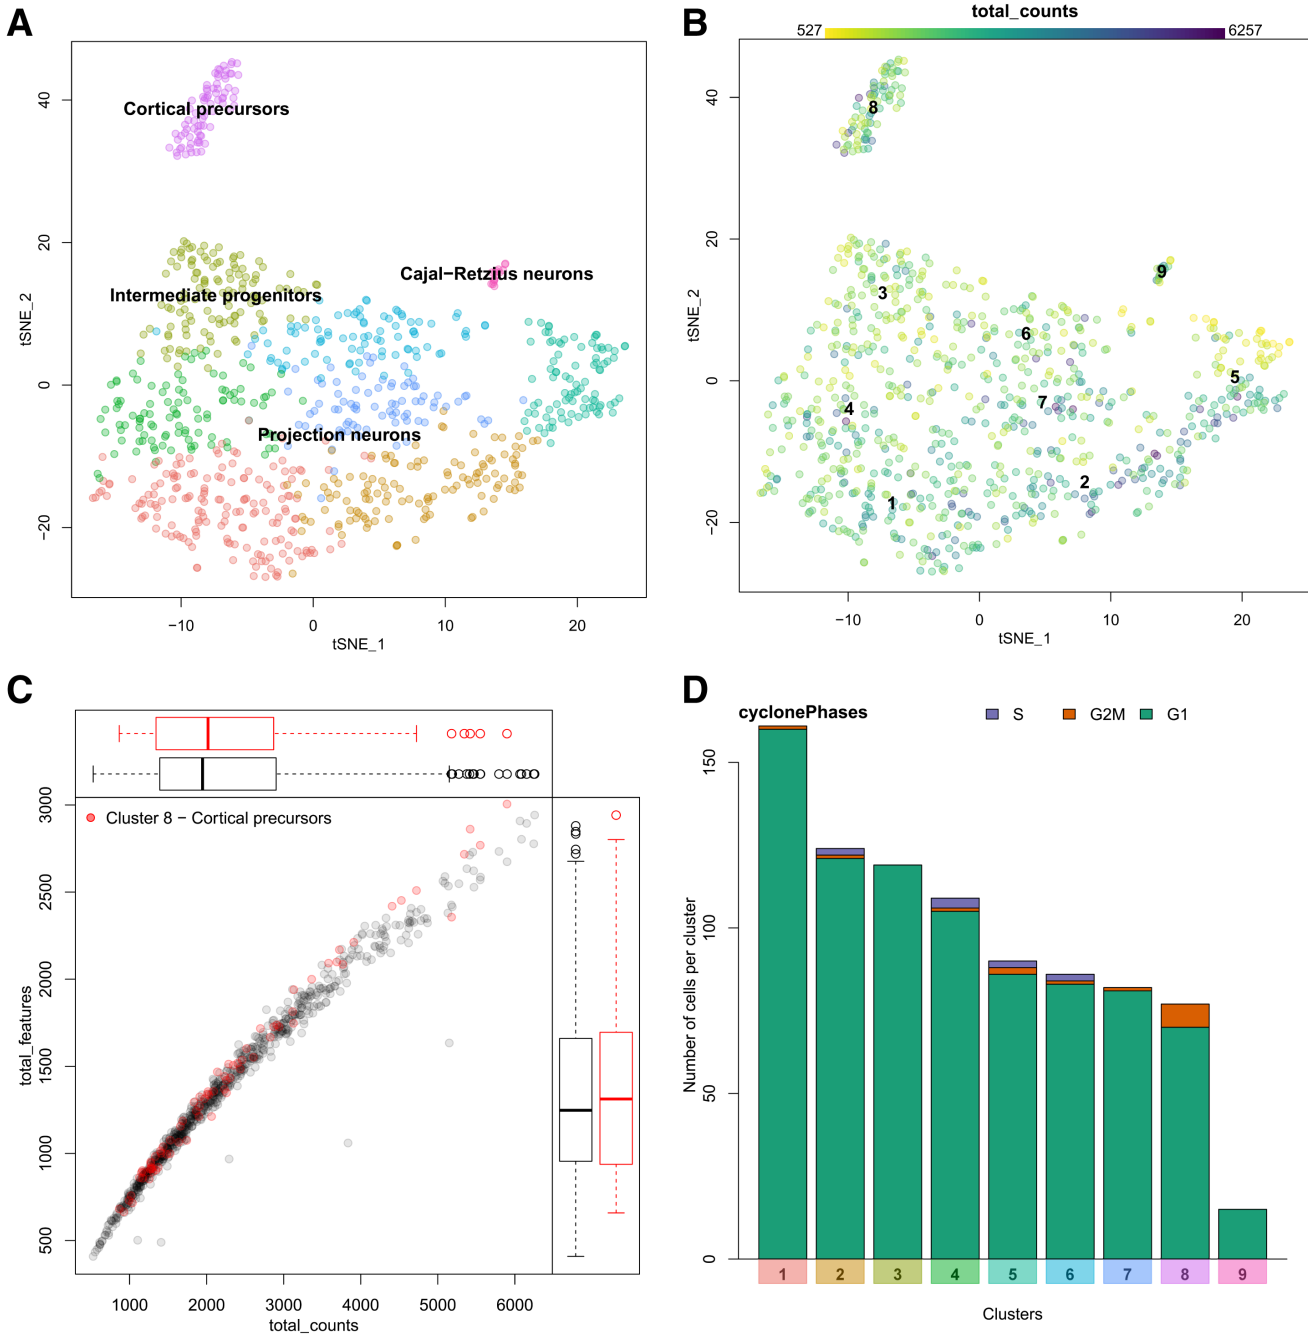 A
Cortical precursors
Cajal−Retzius neurons
Intermediate progenitors
Projection neurons
40
20
0
−20
tSNE_2
−10
0
10
20
tSNE_1
B
total_counts
527
6257
8
9
3
6
5
7
4
2
1
40
20
0
−20
tSNE_2
−10
0
10
20
tSNE_1
C
Cluster 8 − Cortical precursors
3000
2500
2000
1500
1000
500
total_features
1000
2000
3000
4000
5000
6000
total_counts
D
cyclonePhases
S
G2M
G1
150
100
50
0
Number of cells per cluster
1
2
3
4
5
6
7
8
9
Clusters